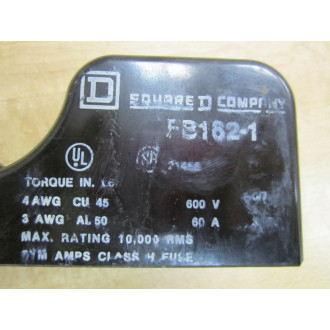 D SQUARE D COMPANY
FB162-1
UL
TORQUE IN.
4 AWG CU 45 600 V
3 AWG AL 50 60 A
MAX. RATING 10,000 RMS
SYM AMPS CLASS H FUSE